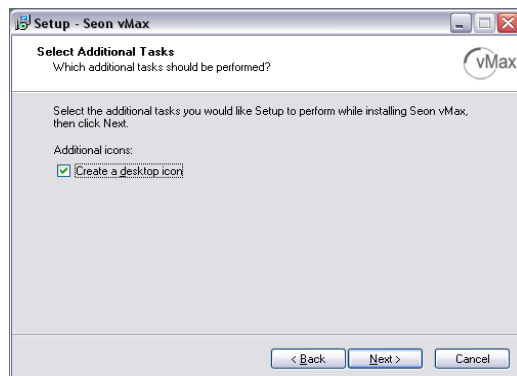 Setup - Seon vMax
Select Additional Tasks
Which additional tasks should be performed?
vMax
Select the additional tasks you would like Setup to perform while installing Seon vMax,
then click Next.
Additional icons:
Create a desktop icon
< Back
Next >
Cancel